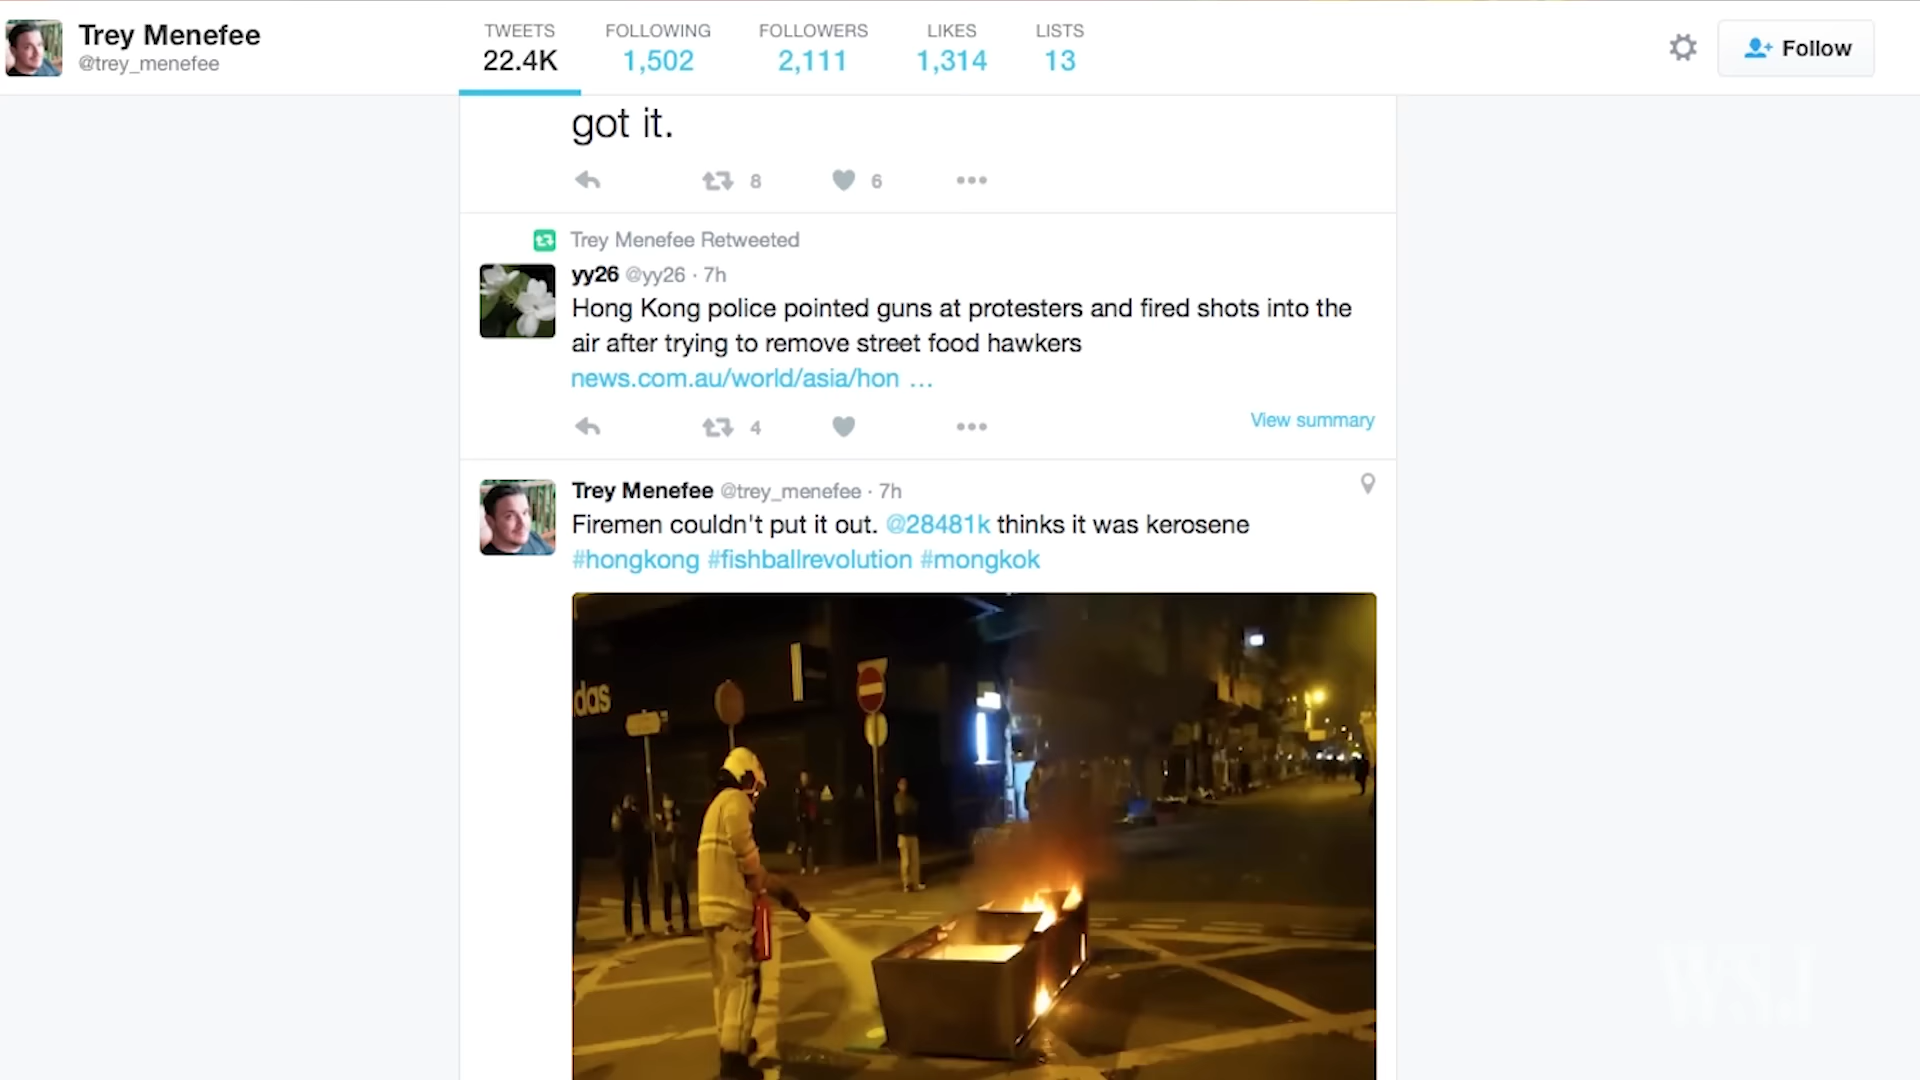 Trey Menefee
@trey_menefee
TWEETS
22.4K
FOLLOWING
1,502
FOLLOWERS
2,111
LIKES
1,314
LISTS
13
Follow
got it.
8
6
Trey Menefee Retweeted
yy26 @yy26 · 7h
Hong Kong police pointed guns at protesters and fired shots into the
air after trying to remove street food hawkers
news.com.au/world/asia/hon …
4
View summary
Trey Menefee @trey_menefee · 7h
Firemen couldn't put it out. @28481k thinks it was kerosene
#hongkong #fishballrevolution #mongkok
das
WSJ